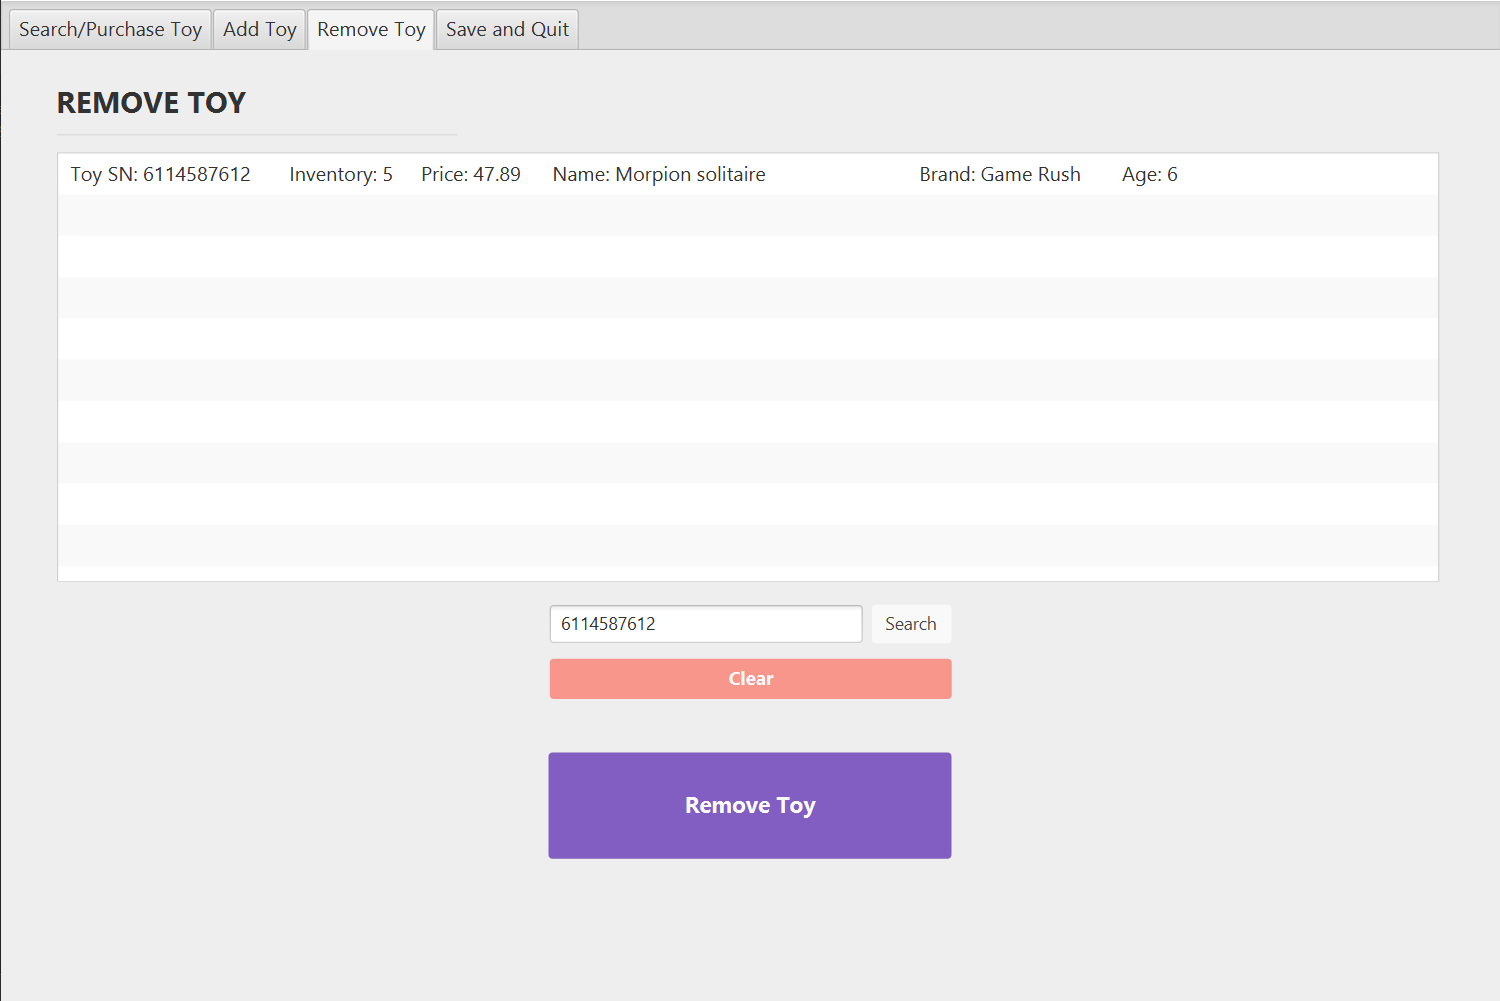 Search/Purchase Toy Add Toy Remove Toy Save and Quit
REMOVE TOY
Toy SN: 6114587612 Inventory: 5 Price: 47.89 Name: Morpion solitaire Brand: Game Rush Age: 6
6114587612 Search
Clear
Remove Toy